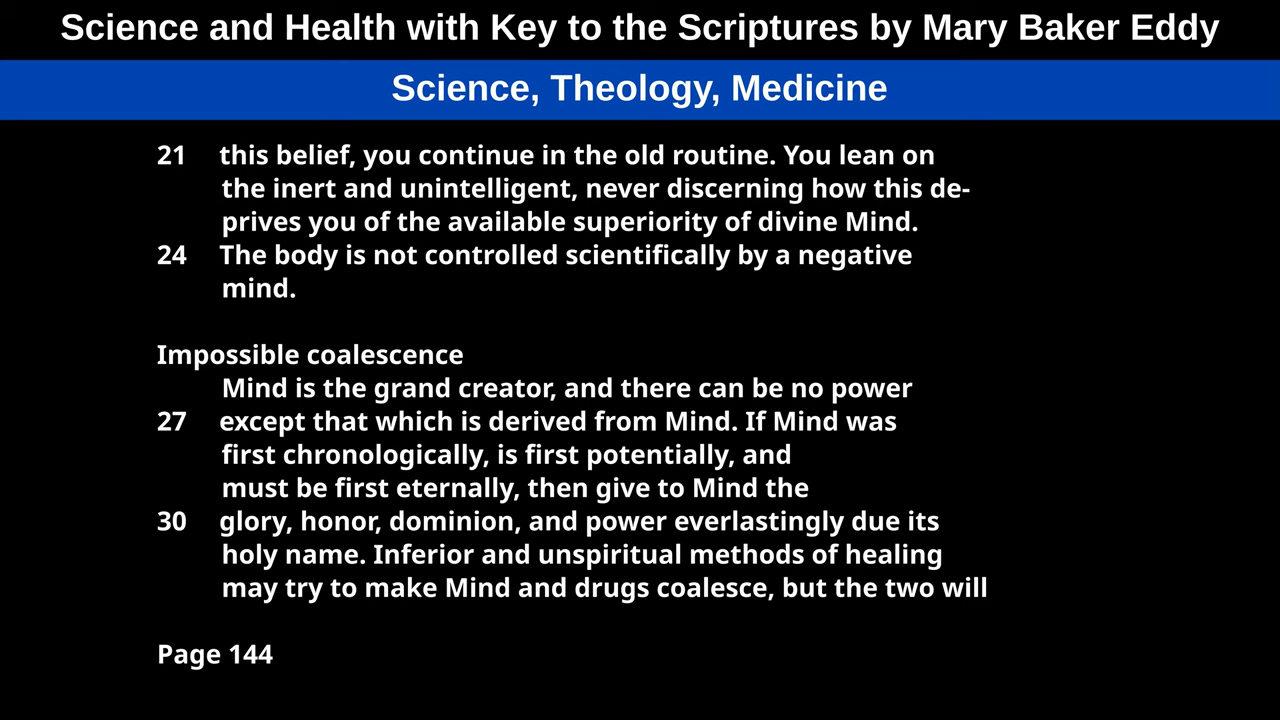 Science and Health with Key to the Scriptures by Mary Baker Eddy
Science, Theology, Medicine
21 this belief, you continue in the old routine. You lean on
the inert and unintelligent, never discerning how this de-
prives you of the available superiority of divine Mind.
24 The body is not controlled scientifically by a negative
mind.
Impossible coalescence
Mind is the grand creator, and there can be no power
27 except that which is derived from Mind. If Mind was
first chronologically, is first potentially, and
must be first eternally, then give to Mind the
30 glory, honor, dominion, and power everlastingly due its
holy name. Inferior and unspiritual methods of healing
may try to make Mind and drugs coalesce, but the two will
Page 144